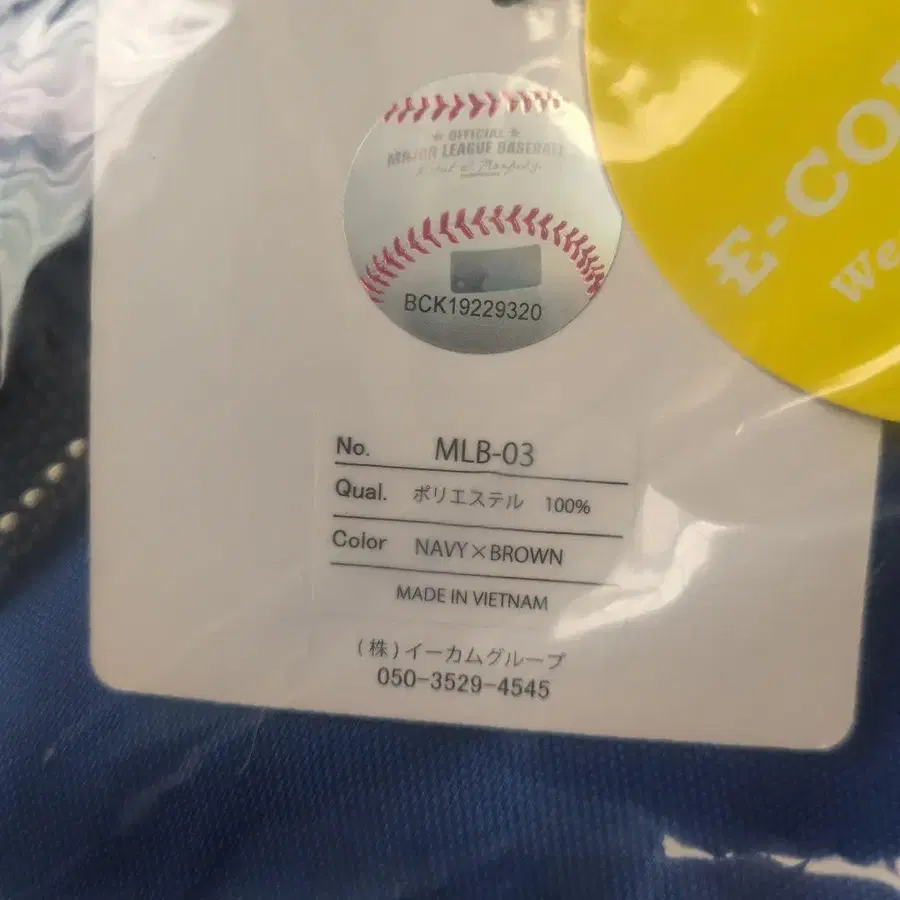 OFFICIAL
MAJOR LEAGUE BASEBALL
BCK19229320
E-CO
We
No. MLB-03
Qual. ポリエステル 100%
Color NAVY×BROWN
MADE IN VIETNAM
(株)イーカムグループ
050-3529-4545